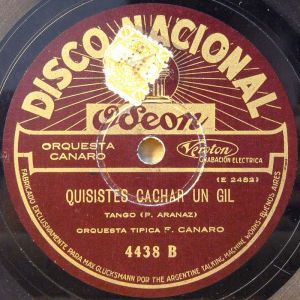 DISCO NACIONAL
Odeon
ORQUESTA
CANARO
Veroton
GRABACIÓN ELECTRICA
(E 2482)
QUISISTES CACHAR UN GIL
TANGO (P. ARANAZ)
ORQUESTA TIPICA F. CANARO
4438 B
FABRICADO EXCLUSIVAMENTE PARA MAX GLÜCKSMANN POR THE ARGENTINE TALKING MACHINE WORKS-BUENOS AIRES